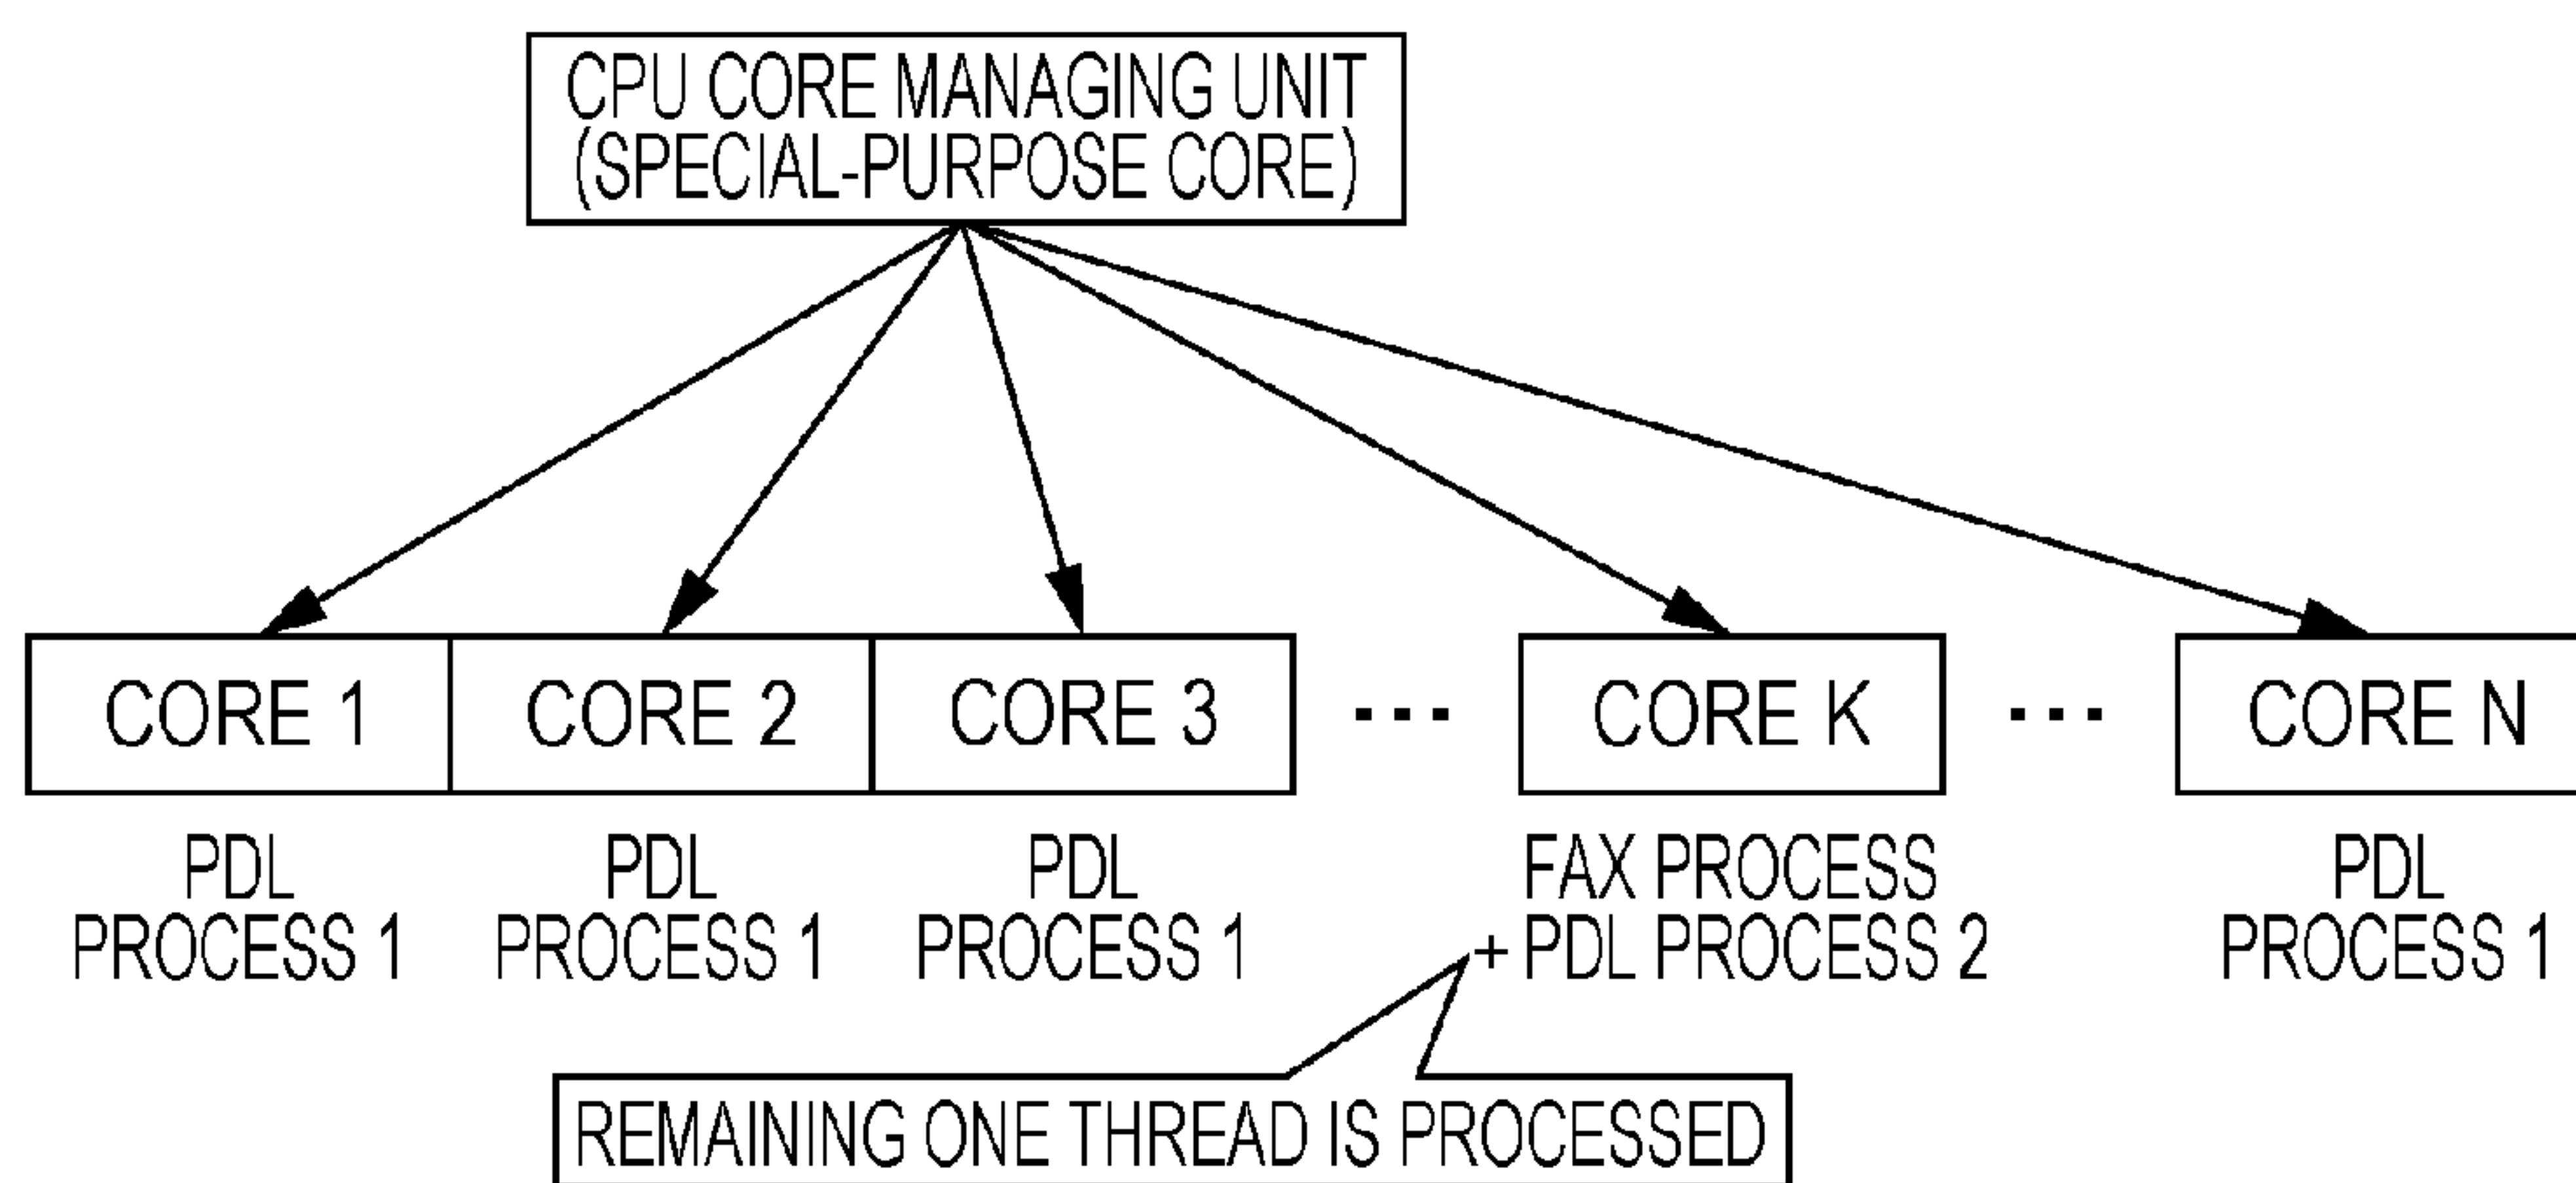 CPU CORE MANAGING UNIT
(SPECIAL-PURPOSE CORE)
CORE 1
CORE 2
CORE 3
...
CORE K
...
CORE N
PDL
PROCESS 1
PDL
PROCESS 1
PDL
PROCESS 1
FAX PROCESS
+ PDL PROCESS 2
PDL
PROCESS 1
REMAINING ONE THREAD IS PROCESSED